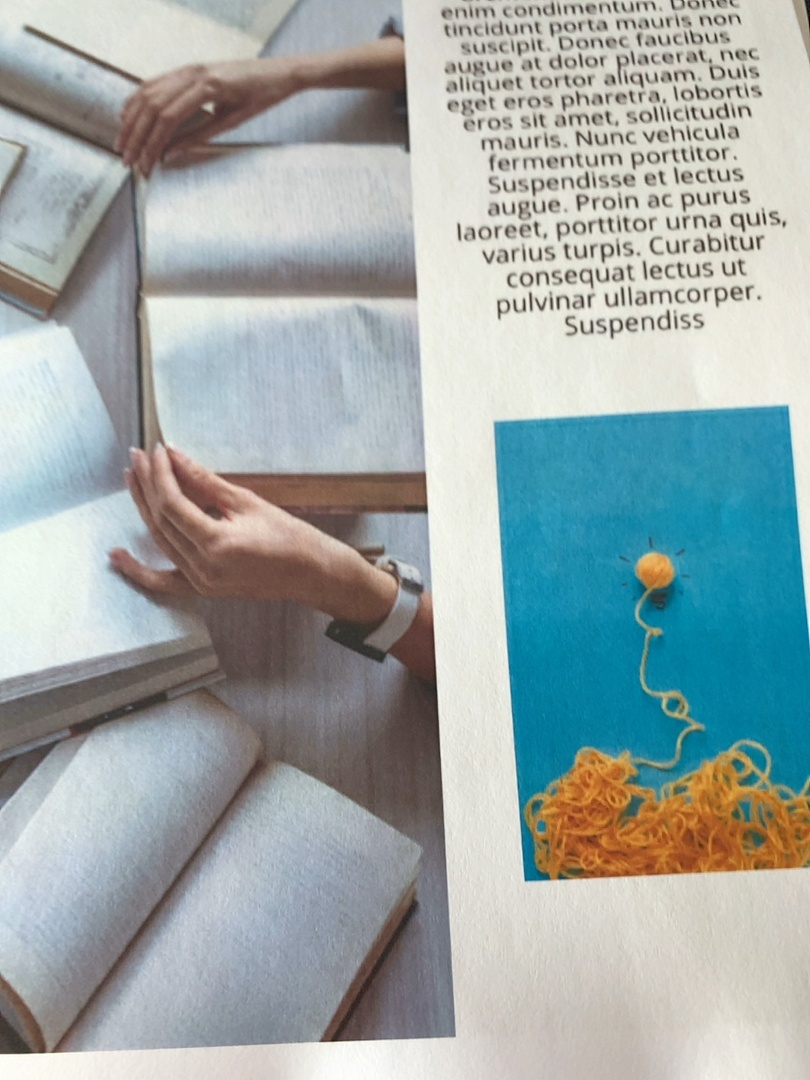 enim condimentum. Donec
tincidunt porta mauris non
suscipit. Donec faucibus
augue at dolor placerat, nec
aliquet tortor aliquam. Duis
eget eros pharetra, lobortis
eros sit amet, sollicitudin
mauris. Nunc vehicula
fermentum porttitor.
Suspendisse et lectus
augue. Proin ac purus
laoreet, porttitor urna quis,
varius turpis. Curabitur
consequat lectus ut
pulvinar ullamcorper.
Suspendiss